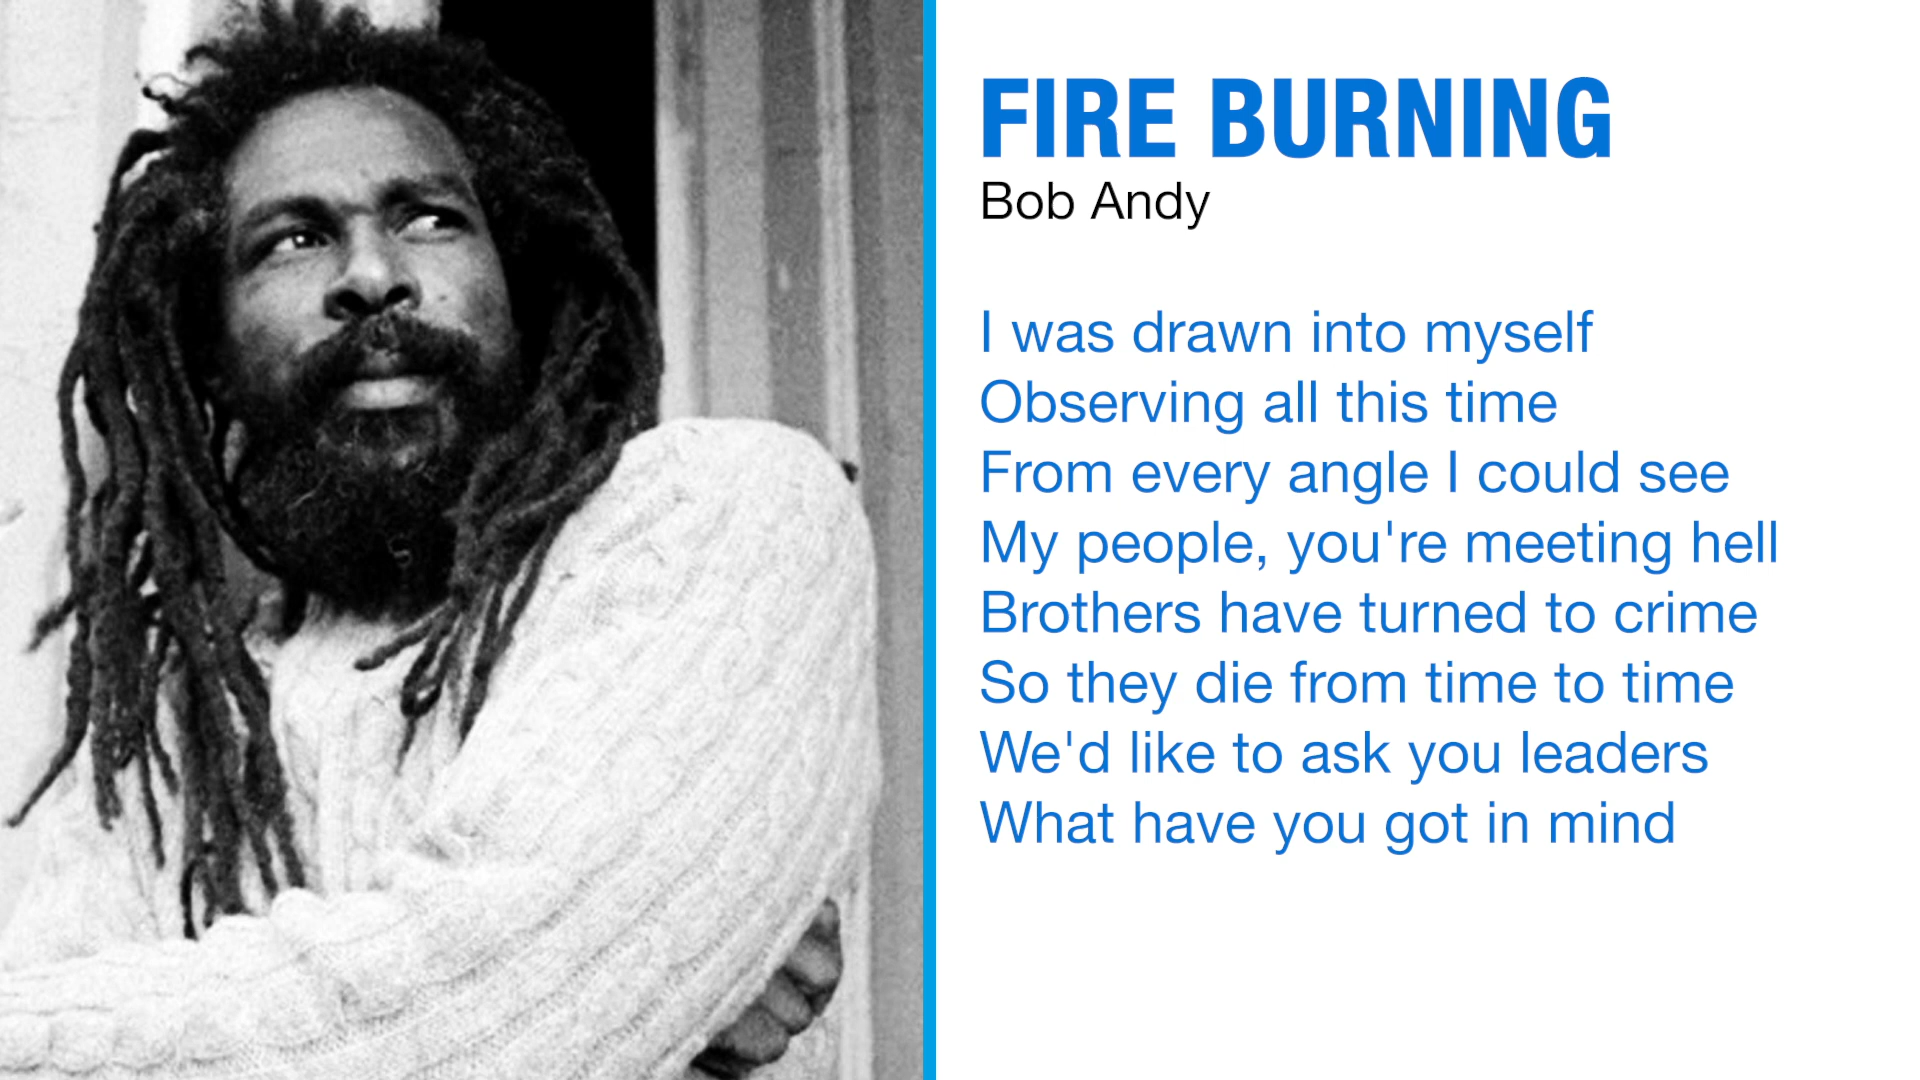 FIRE BURNING
Bob Andy
I was drawn into myself
Observing all this time
From every angle I could see
My people, you're meeting hell
Brothers have turned to crime
So they die from time to time
We'd like to ask you leaders
What have you got in mind